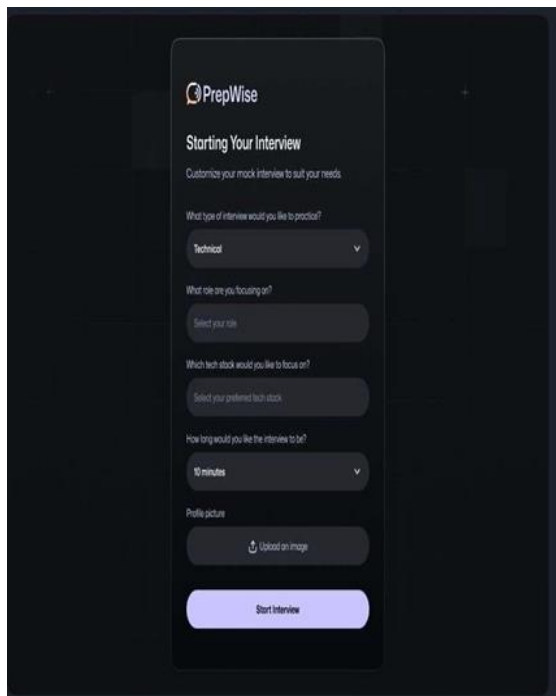 PrepWise
Starting Your Interview
Customize your mock interview to suit your needs.
What type of interview would you like to practice?
Technical
What role are you focusing on?
Select your role
Which tech stack would you like to focus on?
Select your preferred tech stack
How long would you like the interview to be?
10 minutes
Profile picture
Upload an image
Start Interview